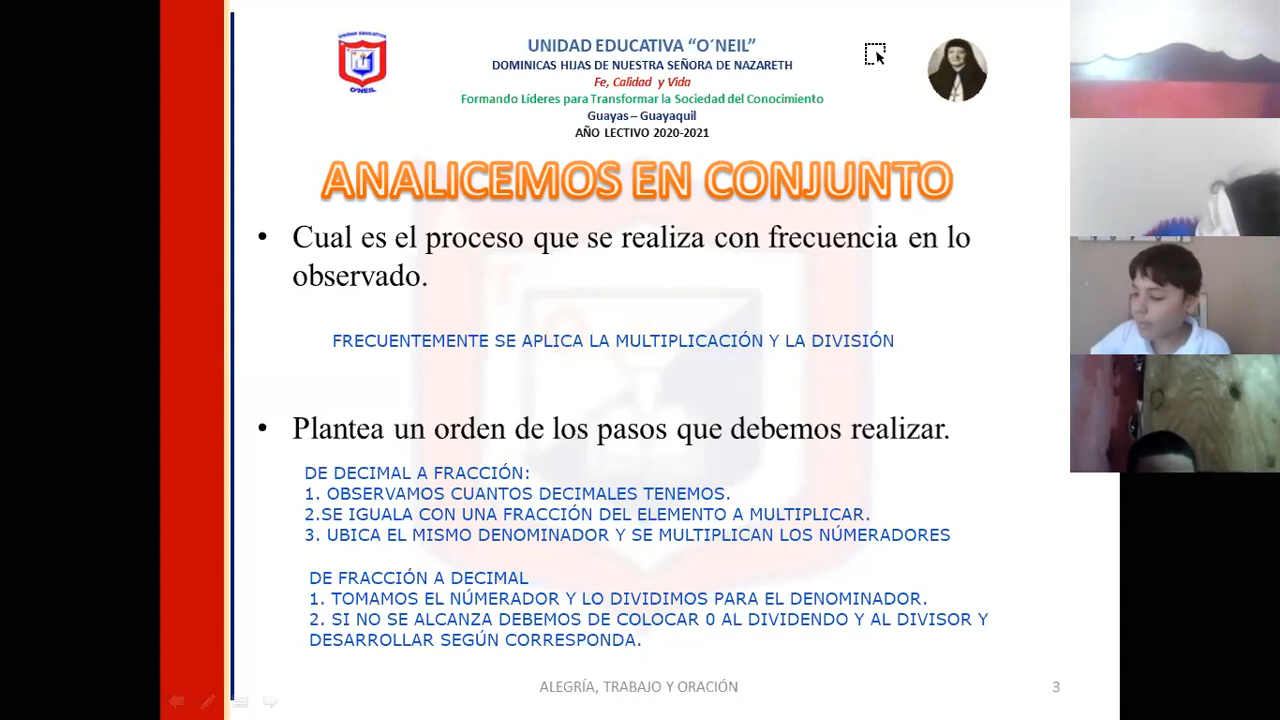 UNIDAD EDUCATIVA
O´NEIL
UNIDAD EDUCATIVA “O´NEIL”
DOMINICAS HIJAS DE NUESTRA SEÑORA DE NAZARETH
Fe, Calidad y Vida
Formando Líderes para Transformar la Sociedad del Conocimiento
Guayas – Guayaquil
AÑO LECTIVO 2020-2021
ANALICEMOS EN CONJUNTO
• Cual es el proceso que se realiza con frecuencia en lo
observado.
FRECUENTEMENTE SE APLICA LA MULTIPLICACIÓN Y LA DIVISIÓN
• Plantea un orden de los pasos que debemos realizar.
DE DECIMAL A FRACCIÓN:
1. OBSERVAMOS CUANTOS DECIMALES TENEMOS.
2.SE IGUALA CON UNA FRACCIÓN DEL ELEMENTO A MULTIPLICAR.
3. UBICA EL MISMO DENOMINADOR Y SE MULTIPLICAN LOS NÚMERADORES
DE FRACCIÓN A DECIMAL
1. TOMAMOS EL NÚMERADOR Y LO DIVIDIMOS PARA EL DENOMINADOR.
2. SI NO SE ALCANZA DEBEMOS DE COLOCAR 0 AL DIVIDENDO Y AL DIVISOR Y
DESARROLLAR SEGÚN CORRESPONDA.
ALEGRÍA, TRABAJO Y ORACIÓN
3